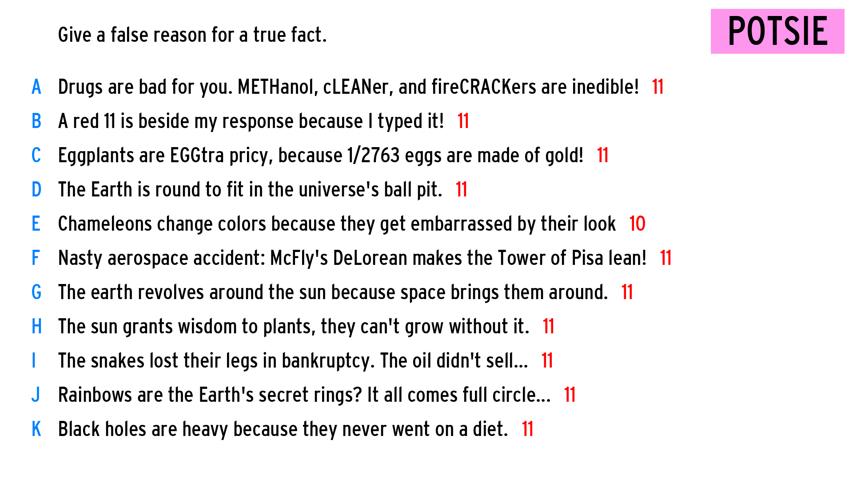 Give a false reason for a true fact.
POTSIE
A Drugs are bad for you. METHanol, cLEANer, and fireCRACKers are inedible! 11
B A red 11 is beside my response because I typed it! 11
C Eggplants are EGGtra pricy, because 1/2763 eggs are made of gold! 11
D The Earth is round to fit in the universe's ball pit. 11
E Chameleons change colors because they get embarrassed by their look 10
F Nasty aerospace accident: McFly's DeLorean makes the Tower of Pisa lean! 11
G The earth revolves around the sun because space brings them around. 11
H The sun grants wisdom to plants, they can't grow without it. 11
I The snakes lost their legs in bankruptcy. The oil didn't sell... 11
J Rainbows are the Earth's secret rings? It all comes full circle... 11
K Black holes are heavy because they never went on a diet. 11